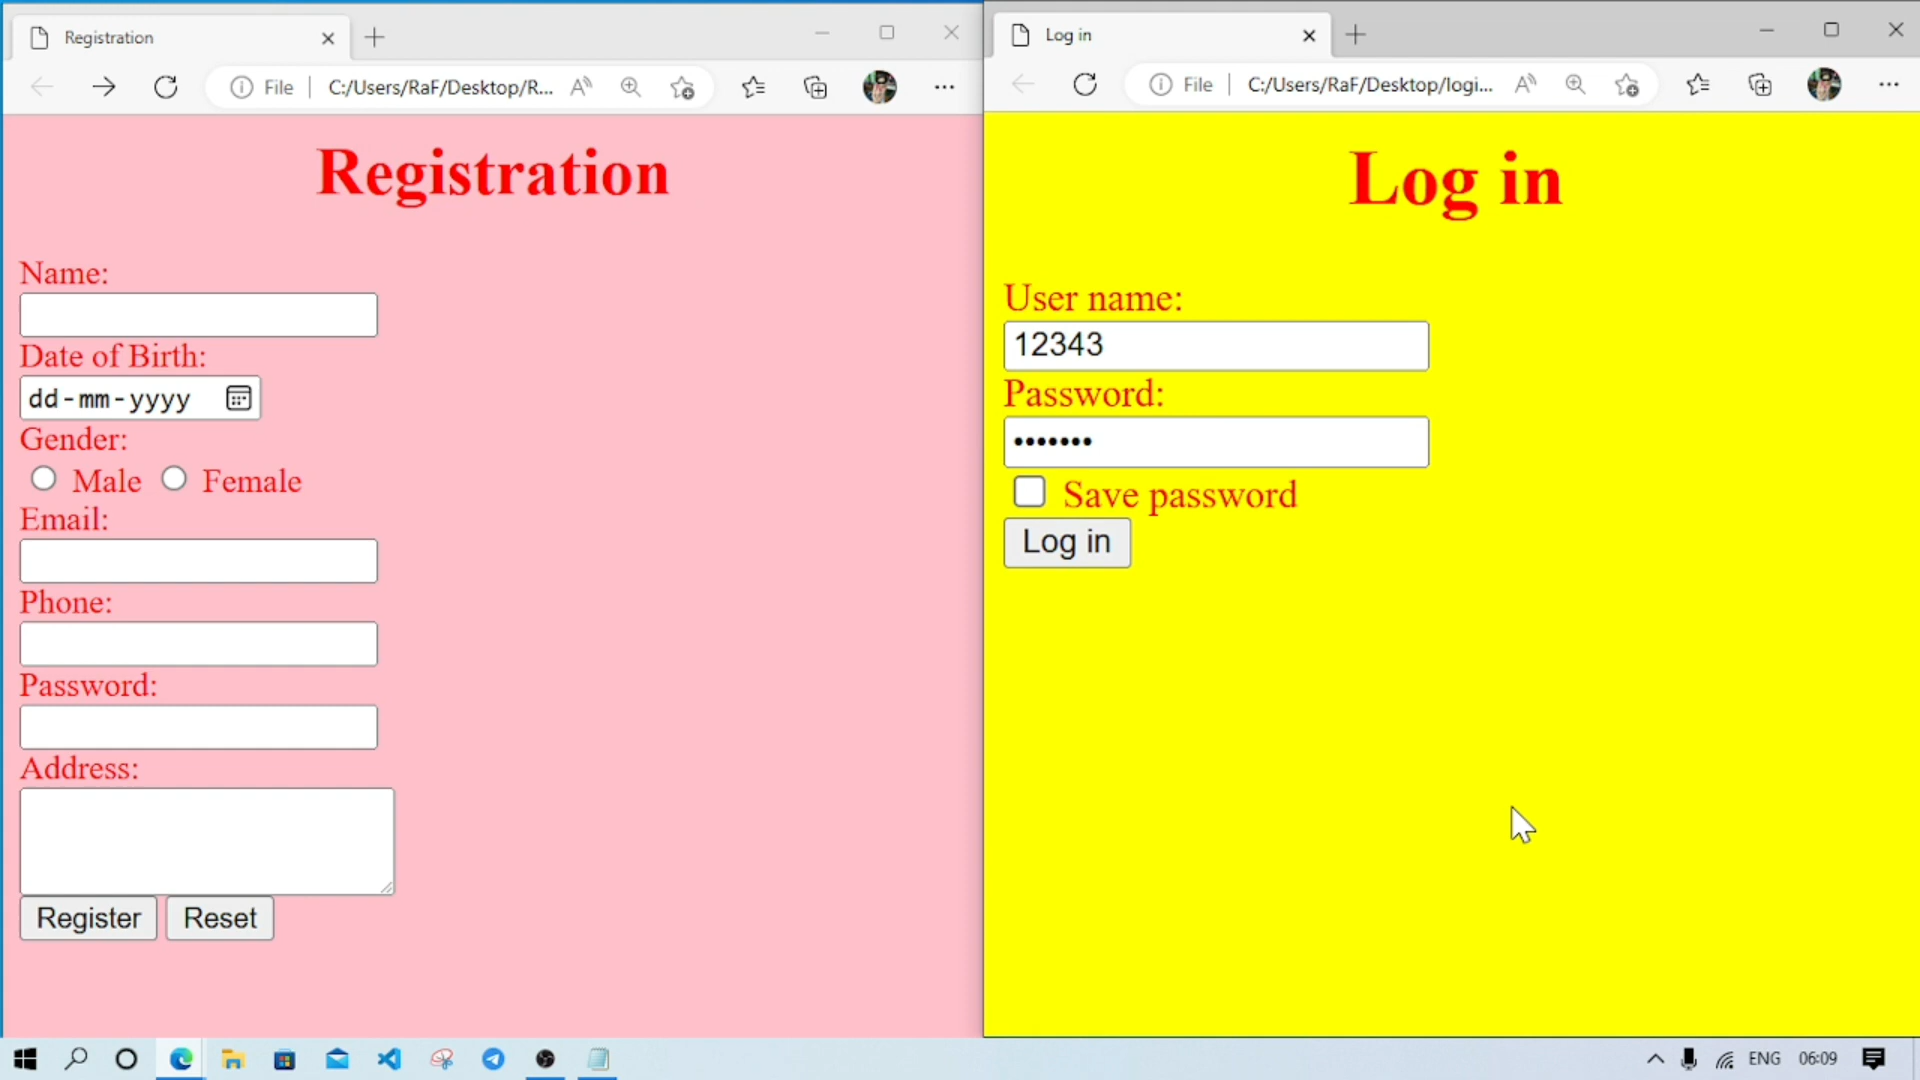 Registration
File
C:/Users/RaF/Desktop/R...
Registration
Name:
Date of Birth:
dd-mm-yyyy
Gender:
Male Female
Email:
Phone:
Password:
Address:
Register Reset
Log in
File
C:/Users/RaF/Desktop/logi...
Log in
User name:
12343
Password:
•••••••
Save password
Log in
ENG 06:09